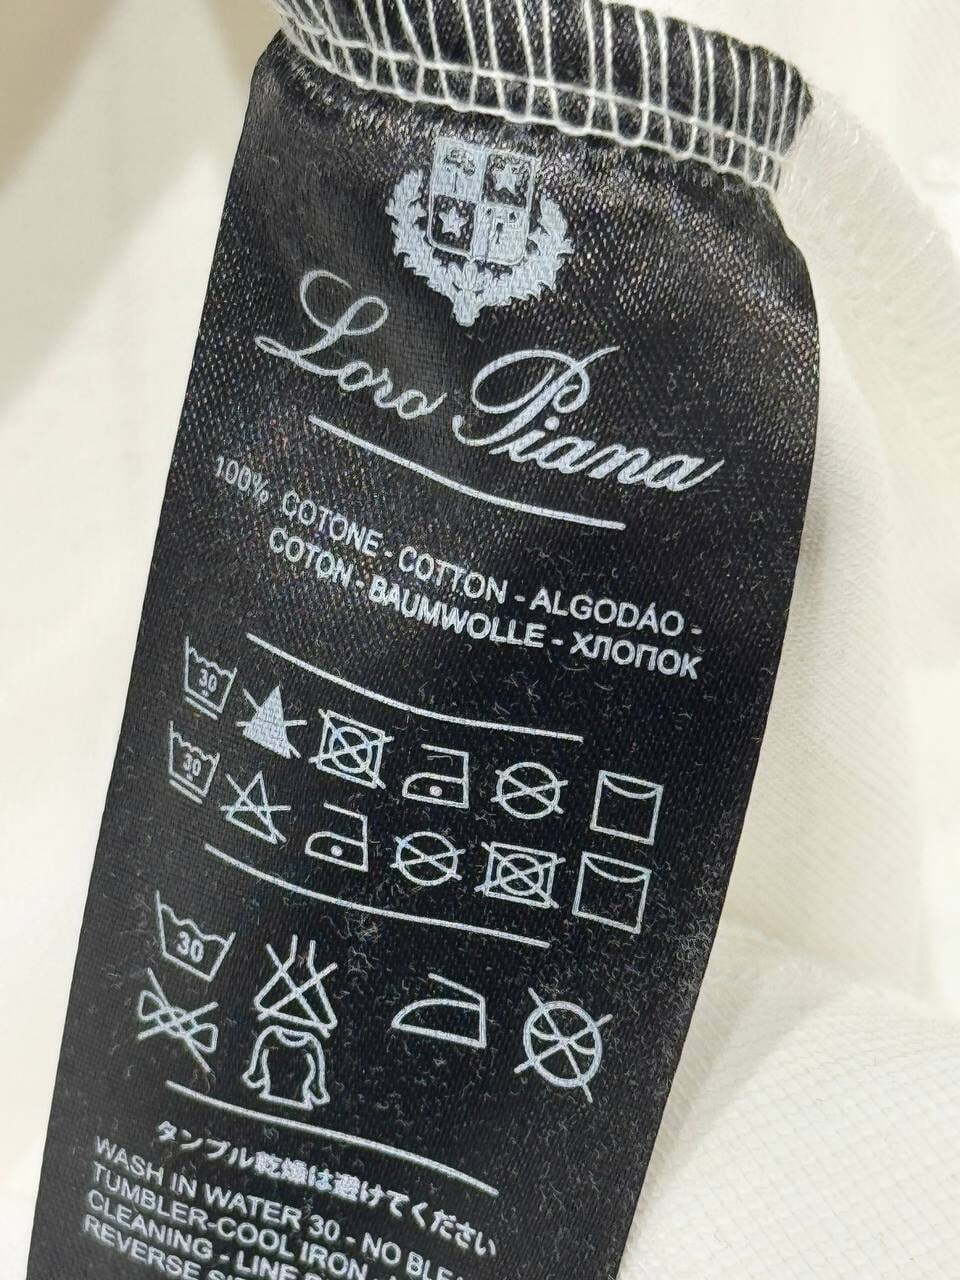 Loro Piana
100% COTONE - COTTON - ALGODÁO -
COTON - BAUMWOLLE - ХЛОПОК
30
30
30
タンブル乾燥は避けてください
WASH IN WATER 30 - NO BLEA
TUMBLER-COOL IRON -
CLEANING - LINE
REVERSE